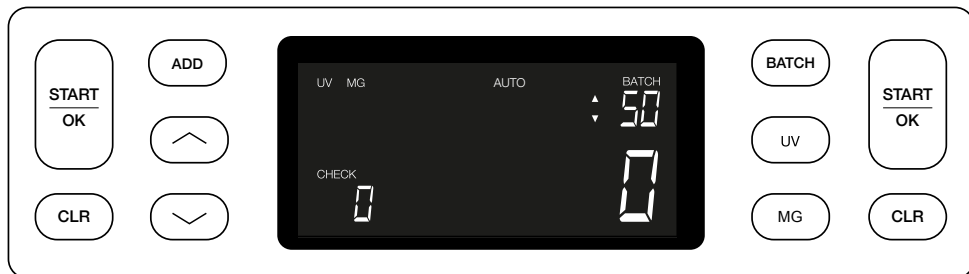 START
OK
CLR
ADD
UV MG AUTO BATCH
50
CHECK
0
0
BATCH
UV
MG
START
OK
CLR